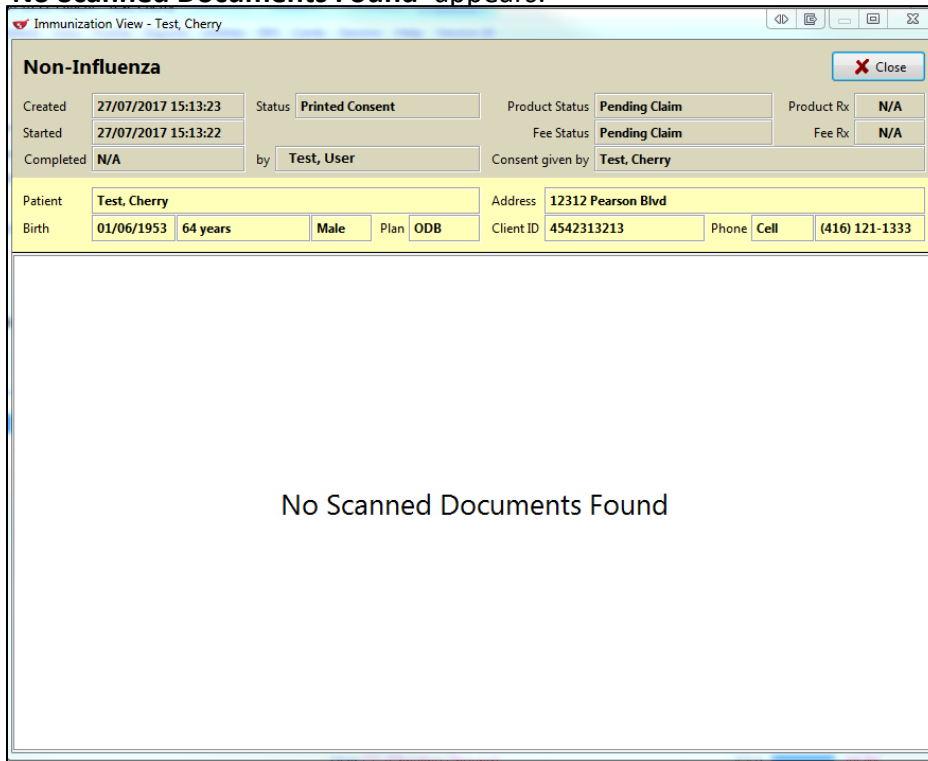 No Scanned Documents Found appears.
Immunization View - Test, Cherry
Non-Influenza
Close
Created 27/07/2017 15:13:23 Status Printed Consent Product Status Pending Claim Product Rx N/A
Started 27/07/2017 15:13:22 Fee Status Pending Claim Fee Rx N/A
Completed N/A by Test, User Consent given by Test, Cherry
Patient Test, Cherry Address 12312 Pearson Blvd
Birth 01/06/1953 64 years Male Plan ODB Client ID 4542313213 Phone Cell (416) 121-1333
No Scanned Documents Found